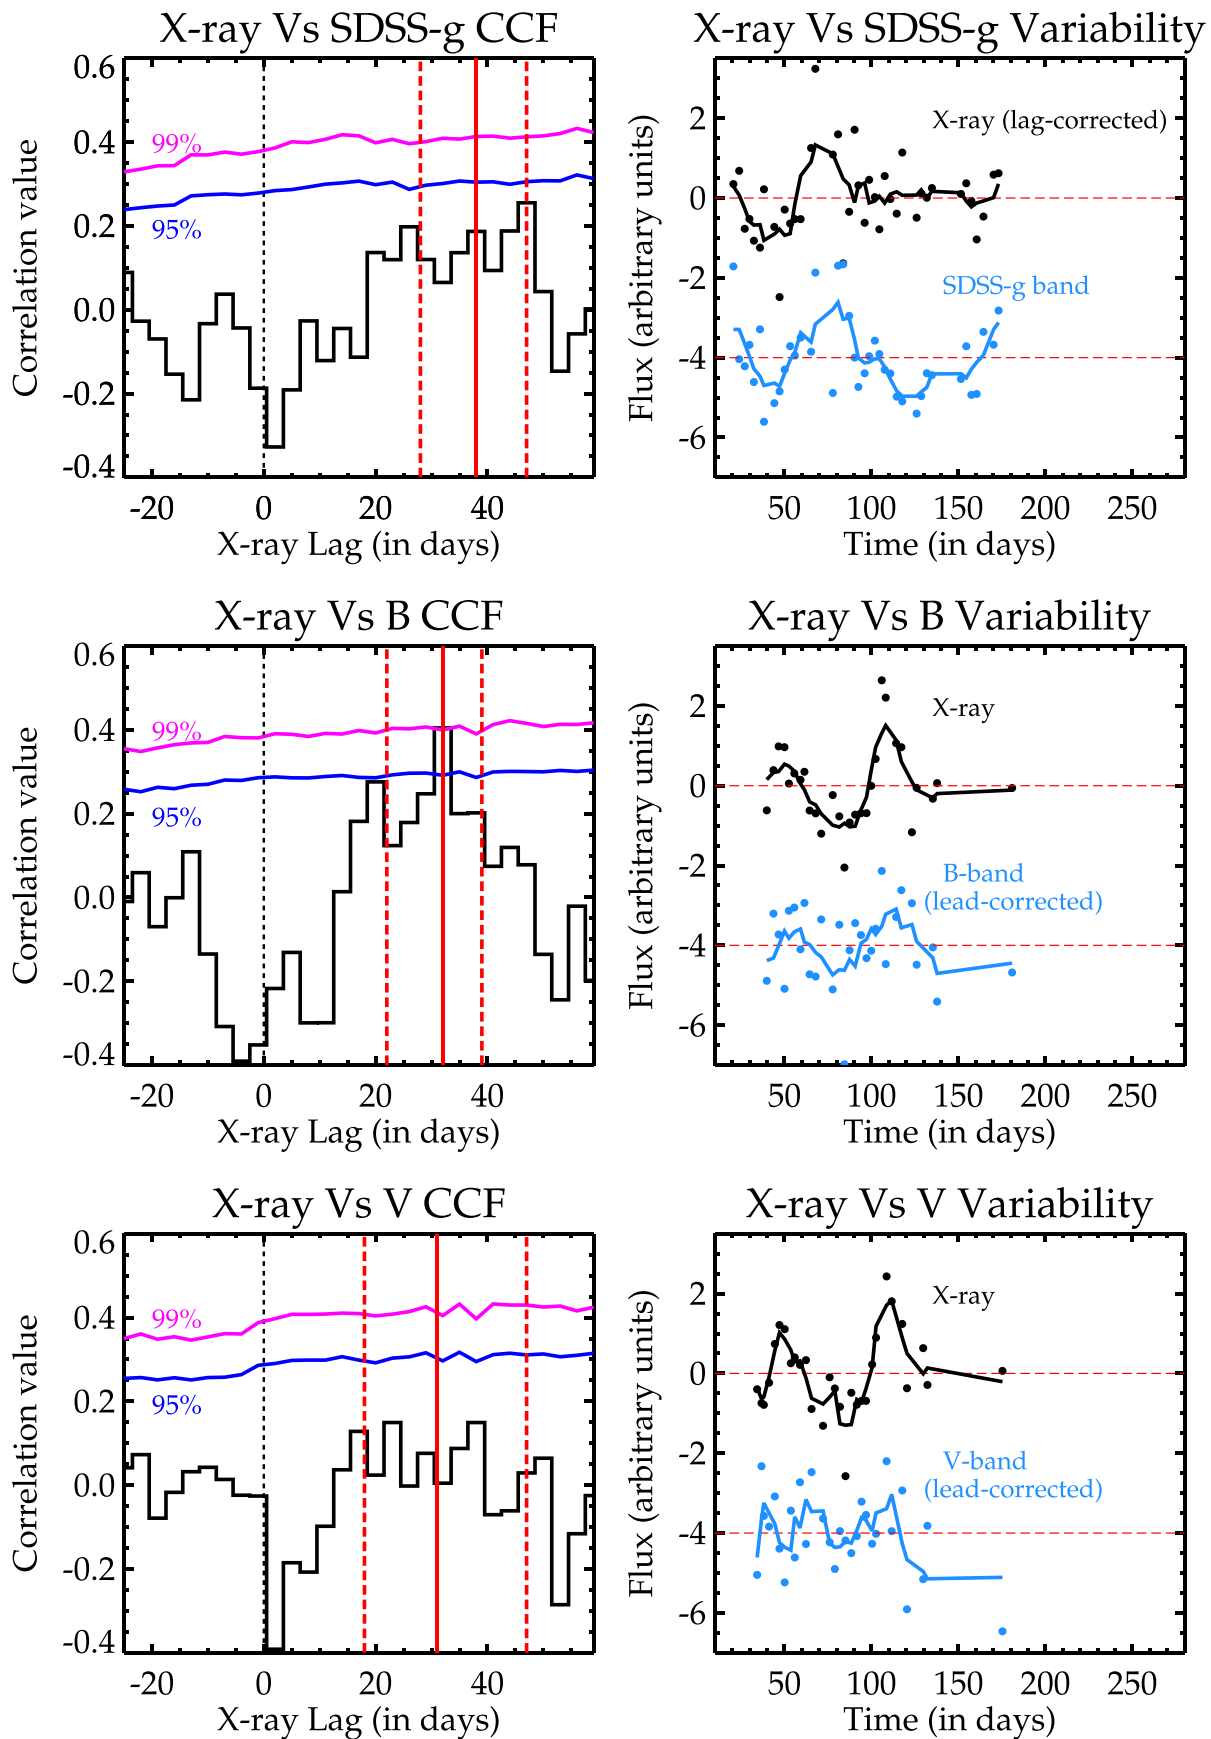 X-ray Vs SDSS-g CCF
0.6
0.4
0.2
0.0
-0.2
-0.4
Correlation value
99%
95%
-20 0 20 40
X-ray Lag (in days)
X-ray Vs SDSS-g Variability
2
0
-2
-4
-6
Flux (arbitrary units)
X-ray (lag-corrected)
SDSS-g band
50 100 150 200 250
Time (in days)
X-ray Vs B CCF
0.6
0.4
0.2
0.0
-0.2
-0.4
Correlation value
99%
95%
-20 0 20 40
X-ray Lag (in days)
X-ray Vs B Variability
2
0
-2
-4
-6
Flux (arbitrary units)
X-ray
B-band
(lead-corrected)
50 100 150 200 250
Time (in days)
X-ray Vs V CCF
0.6
0.4
0.2
0.0
-0.2
-0.4
Correlation value
99%
95%
-20 0 20 40
X-ray Lag (in days)
X-ray Vs V Variability
2
0
-2
-4
-6
Flux (arbitrary units)
X-ray
V-band
(lead-corrected)
50 100 150 200 250
Time (in days)